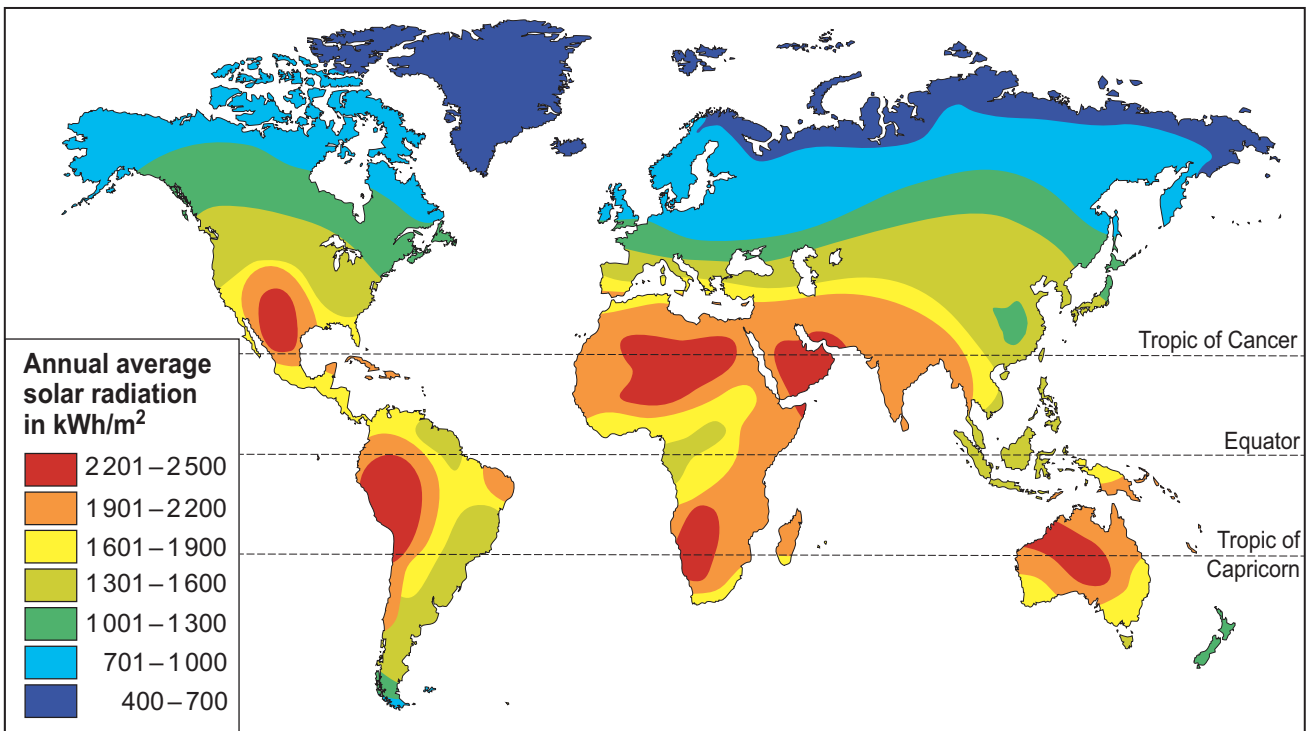 Tropic of Cancer
Annual average
solar radiation
in kWh/m²
Equator
2201–2500
1901–2200
1601–1900
Tropic of
Capricorn
1301–1600
1001–1300
701–1000
400–700